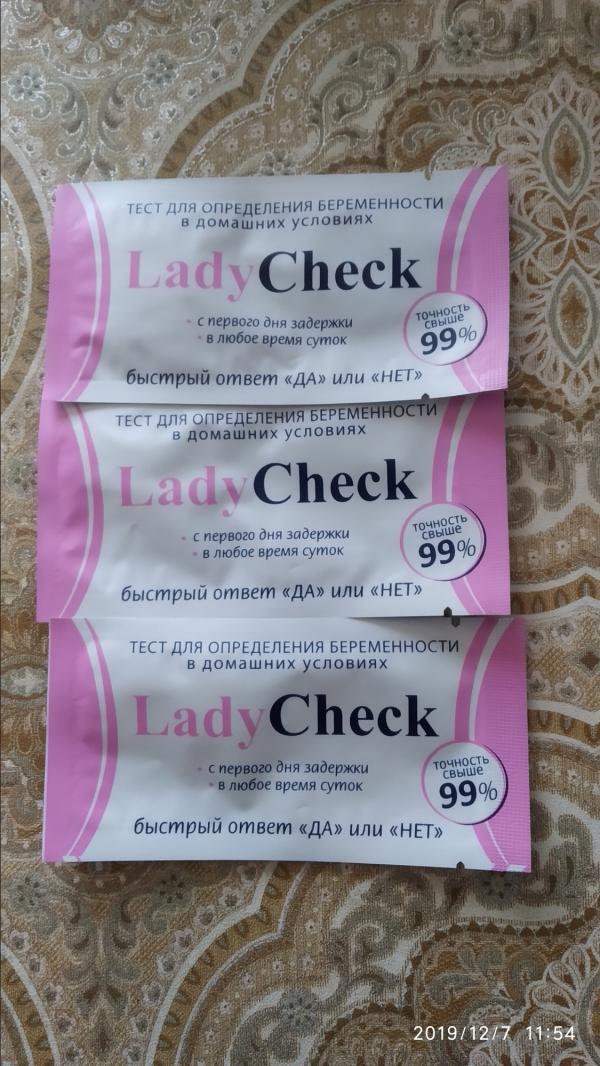 ТЕСТ ДЛЯ ОПРЕДЕЛЕНИЯ БЕРЕМЕННОСТИ
в домашних условиях
LadyCheck
• с первого дня задержки
• в любое время суток
точность
свыше
99%
быстрый ответ «ДА» или «НЕТ»
ТЕСТ ДЛЯ ОПРЕДЕЛЕНИЯ БЕРЕМЕННОСТИ
в домашних условиях
LadyCheck
• с первого дня задержки
• в любое время суток
точность
свыше
99%
быстрый ответ «ДА» или «НЕТ»
ТЕСТ ДЛЯ ОПРЕДЕЛЕНИЯ БЕРЕМЕННОСТИ
в домашних условиях
LadyCheck
• с первого дня задержки
• в любое время суток
точность
свыше
99%
быстрый ответ «ДА» или «НЕТ»
2019/12/7 11:54